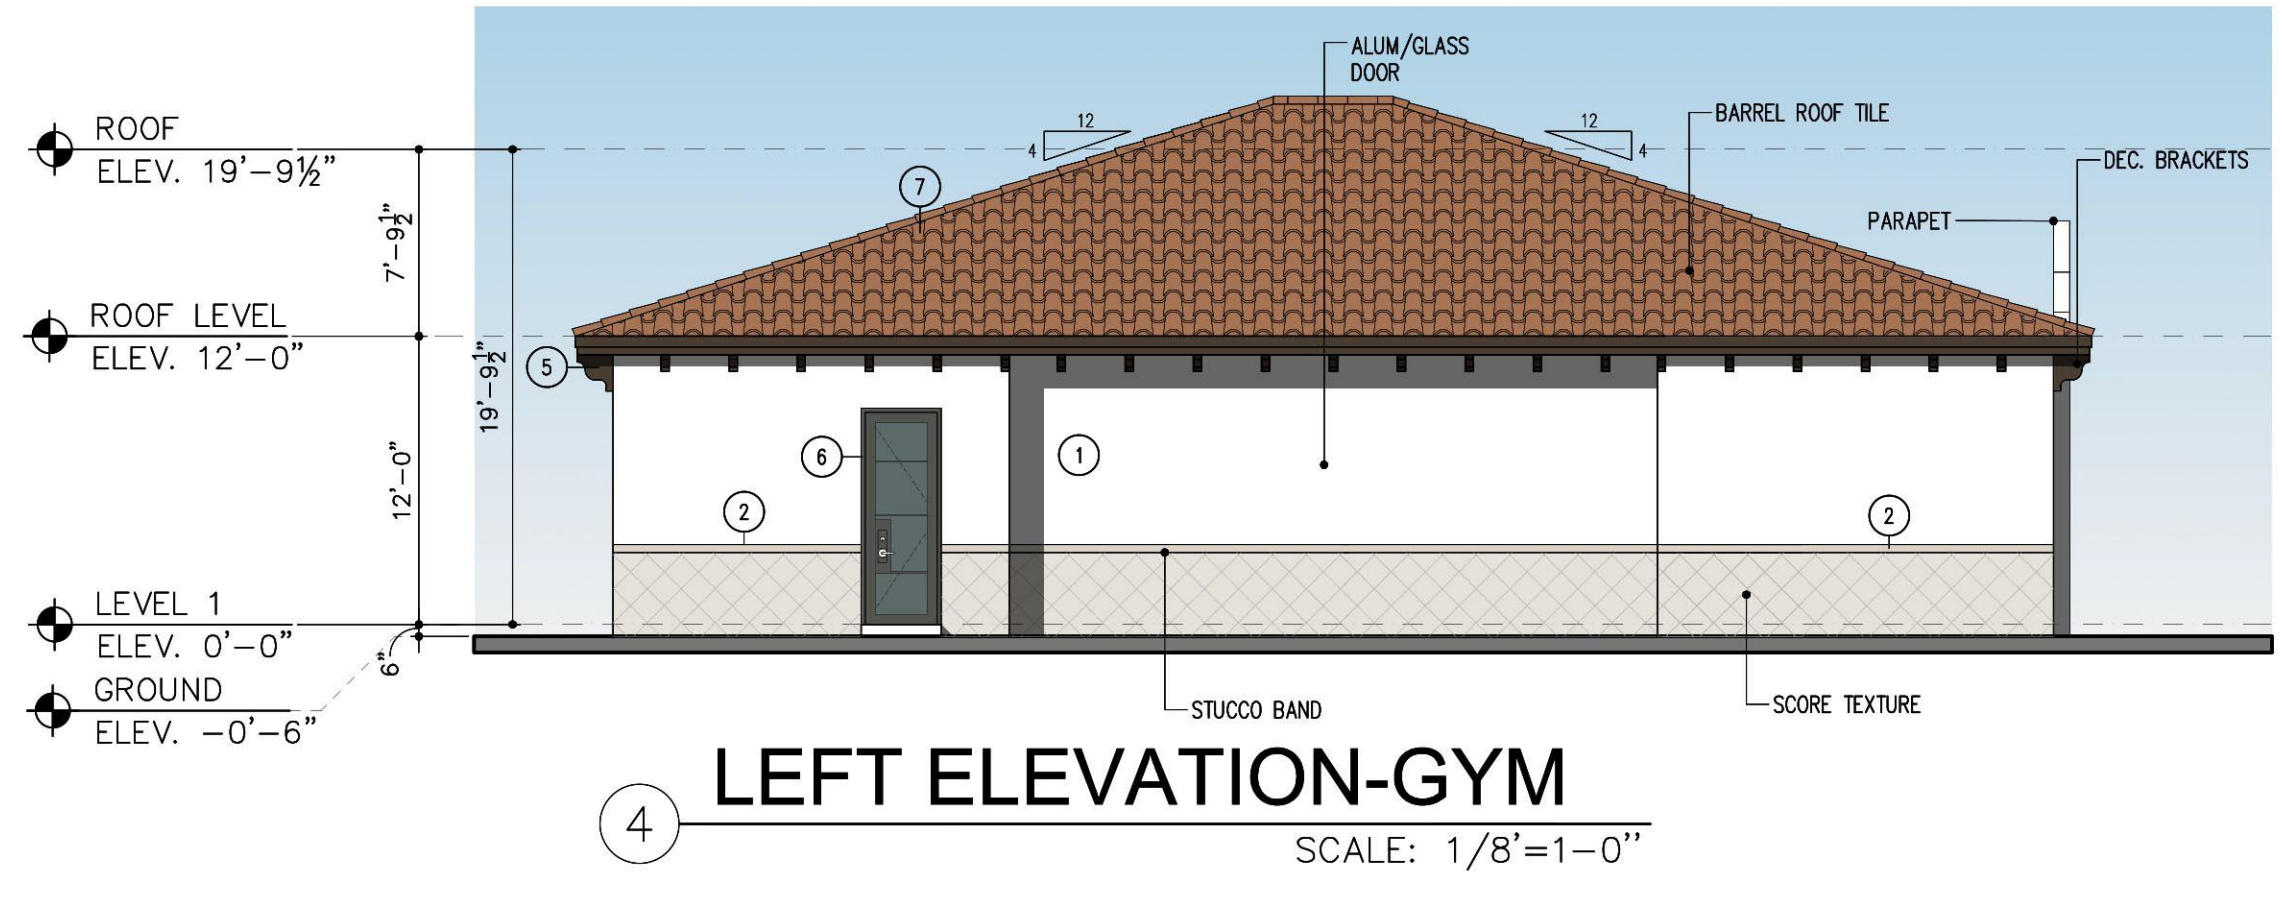 ALUM/GLASS
DOOR
ROOF
ELEV. 19'-9½"
12
4
12
4
BARREL ROOF TILE
DEC. BRACKETS
7
PARAPET
7'-9½"
ROOF LEVEL
ELEV. 12'-0"
5
19'-9½"
6
1
12'-0"
2
2
LEVEL 1
ELEV. 0'-0"
6"
GROUND
ELEV. -0'-6"
STUCCO BAND
SCORE TEXTURE
4
LEFT ELEVATION-GYM
SCALE: 1/8'=1-0''